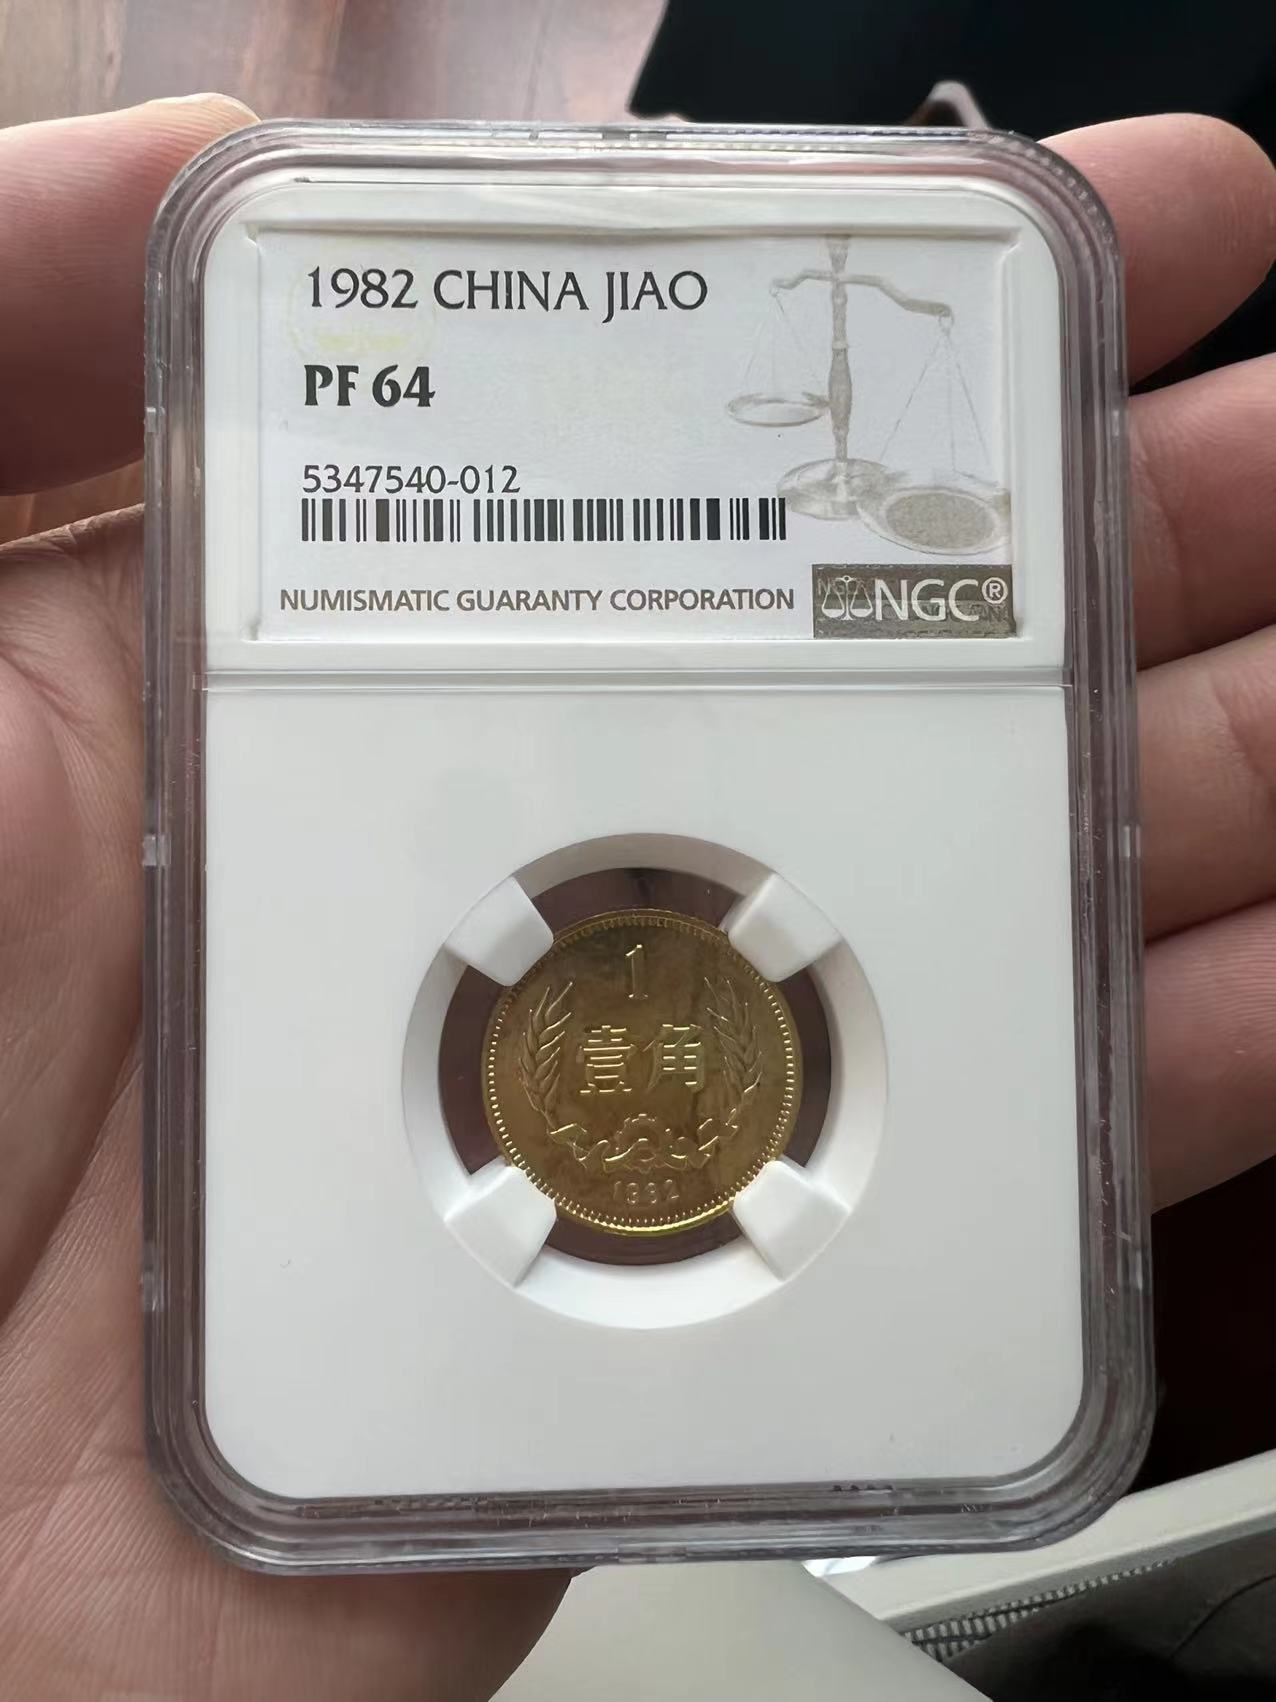 1982 CHINA JIAO
PF 64
5347540-012
NUMISMATIC GUARANTY CORPORATION
NGC®
1
壹角
1982